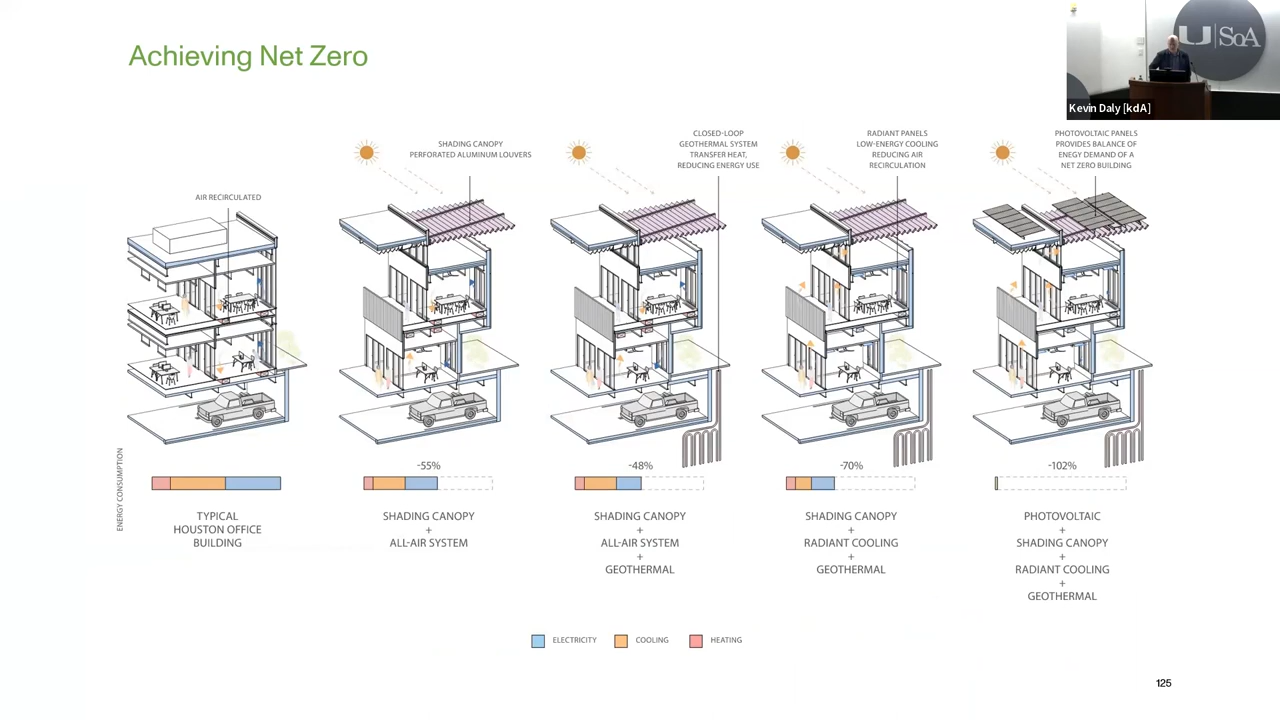 Achieving Net Zero
U|SoA
Kevin Daly [kdA]
AIR RECIRCULATED
SHADING CANOPY
PERFORATED ALUMINUM LOUVERS
CLOSED-LOOP
GEOTHERMAL SYSTEM
TRANSFER HEAT,
REDUCING ENERGY USE
RADIANT PANELS
LOW-ENERGY COOLING
REDUCING AIR
RECIRCULATION
PHOTOVOLTAIC PANELS
PROVIDES BALANCE OF
ENEGY DEMAND OF A
NET ZERO BUILDING
ENERGY CONSUMPTION
-55%
-48%
-70%
-102%
TYPICAL
HOUSTON OFFICE
BUILDING
SHADING CANOPY
+
ALL-AIR SYSTEM
SHADING CANOPY
+
ALL-AIR SYSTEM
+
GEOTHERMAL
SHADING CANOPY
+
RADIANT COOLING
+
GEOTHERMAL
PHOTOVOLTAIC
+
SHADING CANOPY
+
RADIANT COOLING
+
GEOTHERMAL
ELECTRICITY
COOLING
HEATING
125